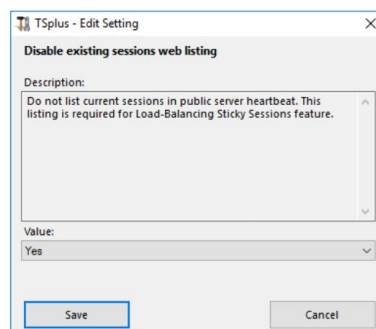 TSplus - Edit Setting
Disable existing sessions web listing
Description:
Do not list current sessions in public server heartbeat. This
listing is required for Load-Balancing Sticky Sessions feature.
Value:
Yes
Save Cancel